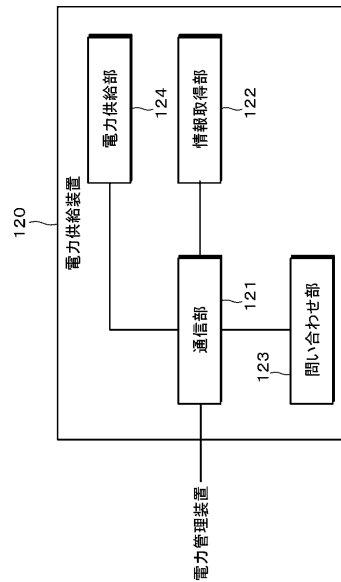 120
電力供給装置
電力供給部
124
情報取得部
122
通信部
121
問い合わせ部
123
電力管理装置